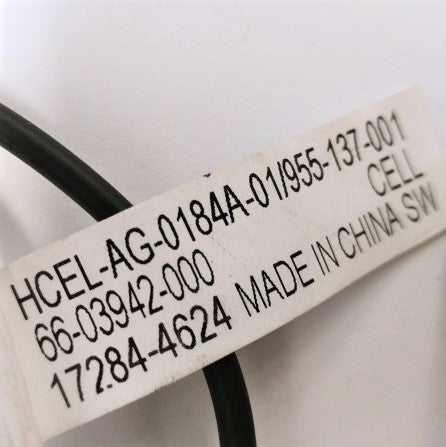 HCEL-AG-0184A-01/955-137-001
66-03942-000 CELL
17284-4624 MADE IN CHINA SW